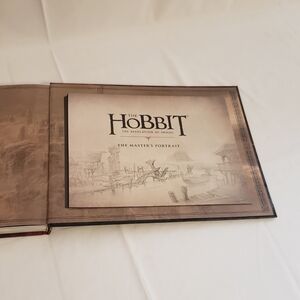 THE
HOBBIT
THE DESOLATION OF SMAUG
THE MASTER'S PORTRAIT